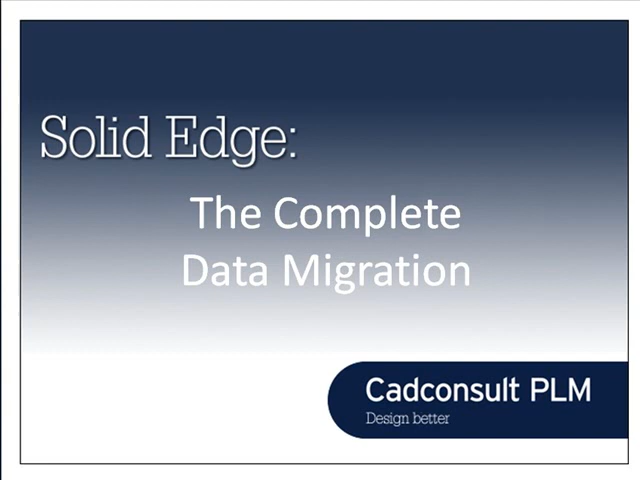 Solid Edge:
The Complete
Data Migration
Cadconsult PLM
Design better